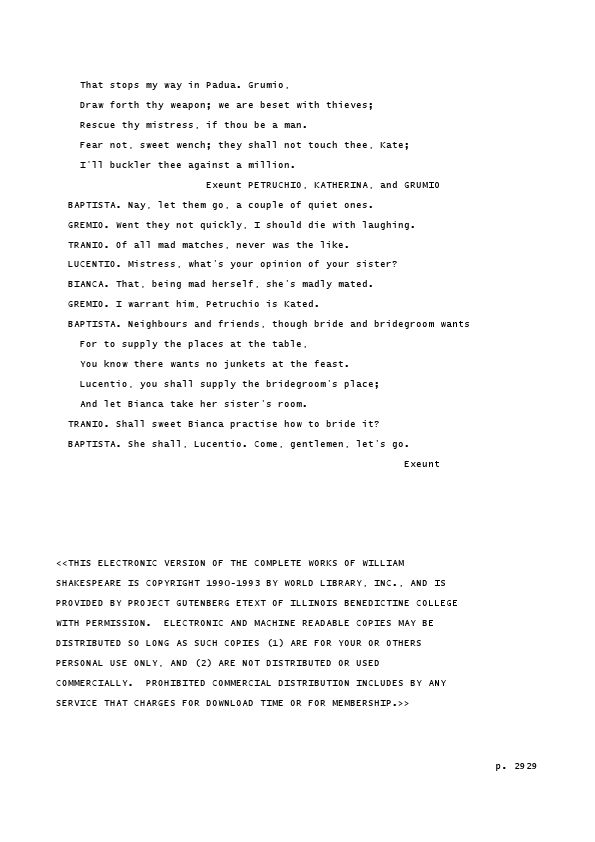 That stops my way in Padua. Grumio,
Draw forth thy weapon; we are beset with thieves;
Rescue thy mistress, if thou be a man.
Fear not, sweet wench; they shall not touch thee, Kate;
I'll buckler thee against a million.
Exeunt PETRUCHIO, KATHERINA, and GRUMIO
BAPTISTA. Nay, let them go, a couple of quiet ones.
GREMIO. Went they not quickly, I should die with laughing.
TRANIO. Of all mad matches, never was the like.
LUCENTIO. Mistress, what's your opinion of your sister?
BIANCA. That, being mad herself, she's madly mated.
GREMIO. I warrant him, Petruchio is Kated.
BAPTISTA. Neighbours and friends, though bride and bridegroom wants
For to supply the places at the table,
You know there wants no junkets at the feast.
Lucentio, you shall supply the bridegroom's place;
And let Bianca take her sister's room.
TRANIO. Shall sweet Bianca practise how to bride it?
BAPTISTA. She shall, Lucentio. Come, gentlemen, let's go.
Exeunt
<<THIS ELECTRONIC VERSION OF THE COMPLETE WORKS OF WILLIAM
SHAKESPEARE IS COPYRIGHT 1990-1993 BY WORLD LIBRARY, INC., AND IS
PROVIDED BY PROJECT GUTENBERG ETEXT OF ILLINOIS BENEDICTINE COLLEGE
WITH PERMISSION.  ELECTRONIC AND MACHINE READABLE COPIES MAY BE
DISTRIBUTED SO LONG AS SUCH COPIES (1) ARE FOR YOUR OR OTHERS
PERSONAL USE ONLY, AND (2) ARE NOT DISTRIBUTED OR USED
COMMERCIALLY.  PROHIBITED COMMERCIAL DISTRIBUTION INCLUDES BY ANY
SERVICE THAT CHARGES FOR DOWNLOAD TIME OR FOR MEMBERSHIP.>>
p. 2929